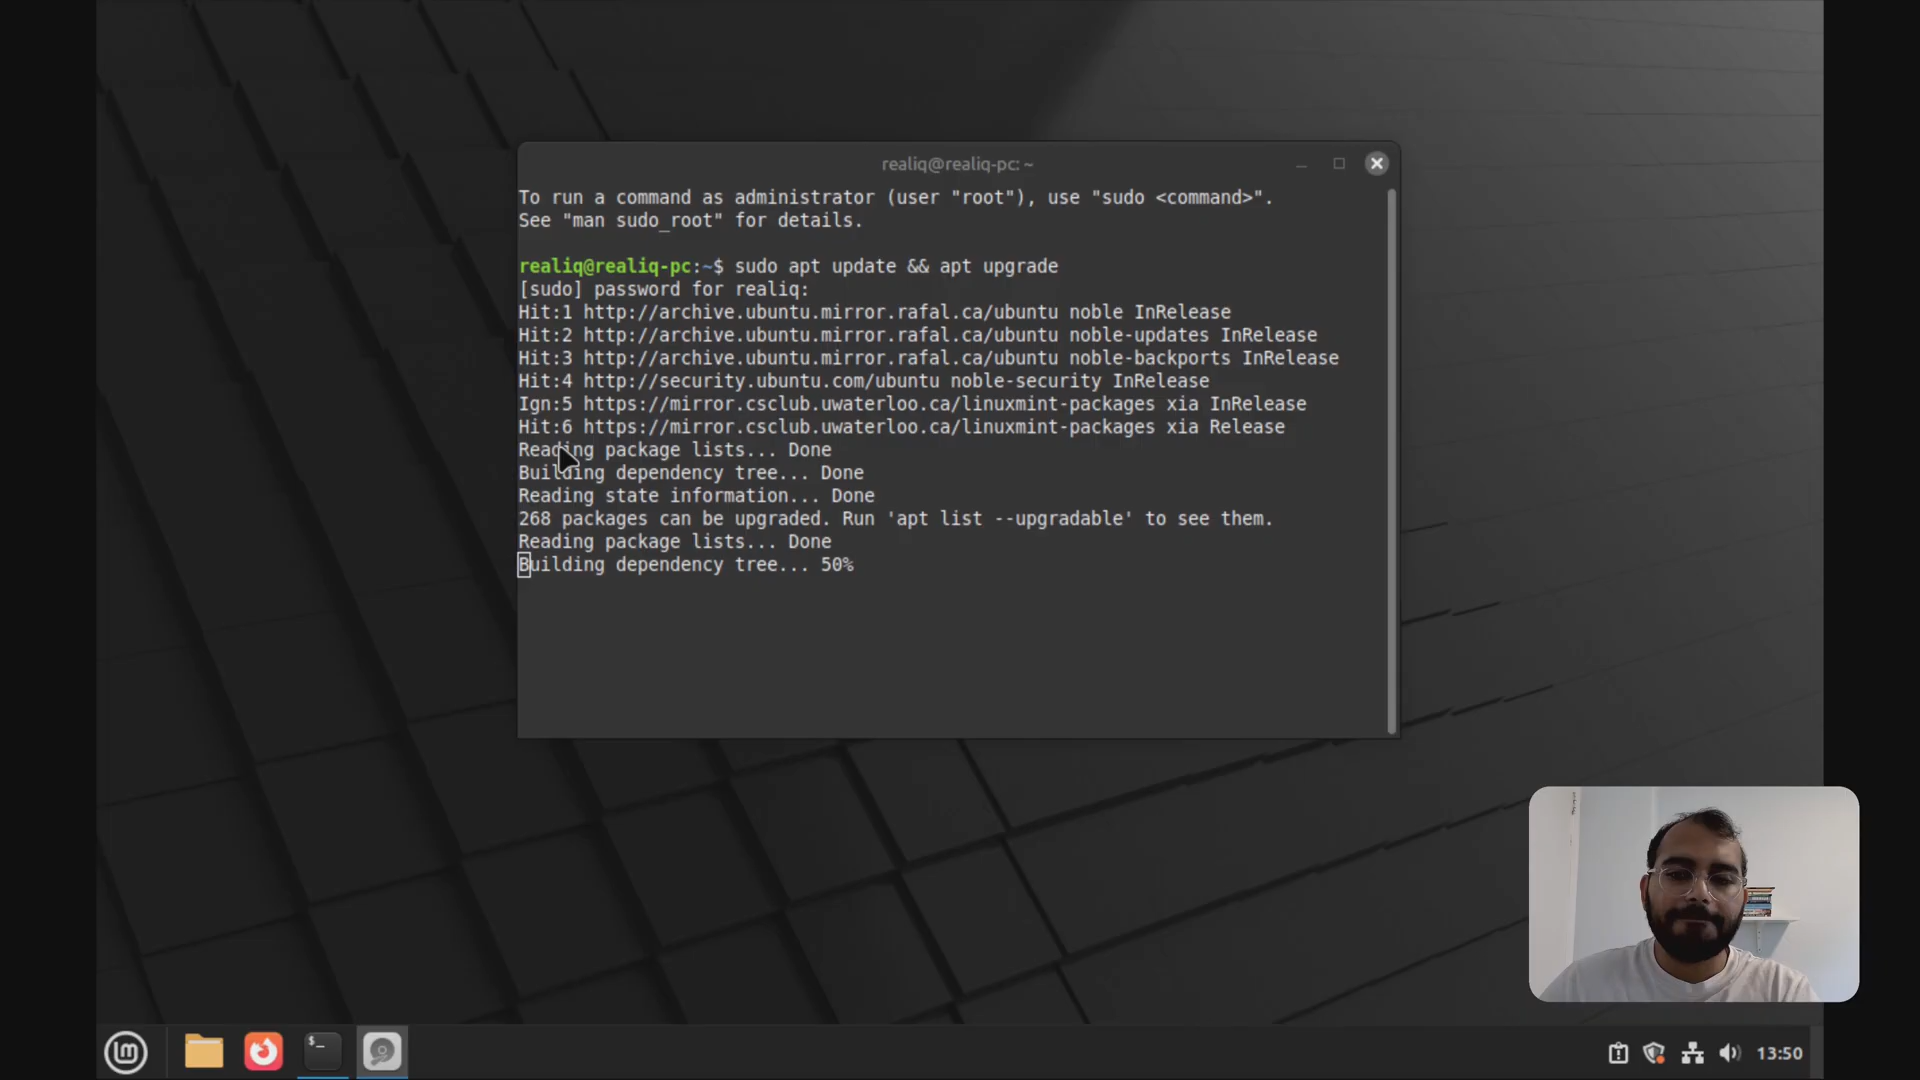 realiq@realiq-pc: ~
To run a command as administrator (user "root"), use "sudo <command>".
See "man sudo_root" for details.
realiq@realiq-pc:~$ sudo apt update && apt upgrade
[sudo] password for realiq:
Hit:1 http://archive.ubuntu.mirror.rafal.ca/ubuntu noble InRelease
Hit:2 http://archive.ubuntu.mirror.rafal.ca/ubuntu noble-updates InRelease
Hit:3 http://archive.ubuntu.mirror.rafal.ca/ubuntu noble-backports InRelease
Hit:4 http://security.ubuntu.com/ubuntu noble-security InRelease
Ign:5 https://mirror.csclub.uwaterloo.ca/linuxmint-packages xia InRelease
Hit:6 https://mirror.csclub.uwaterloo.ca/linuxmint-packages xia Release
Reading package lists... Done
Building dependency tree... Done
Reading state information... Done
268 packages can be upgraded. Run 'apt list --upgradable' to see them.
Reading package lists... Done
Building dependency tree... 50%
$_
13:50